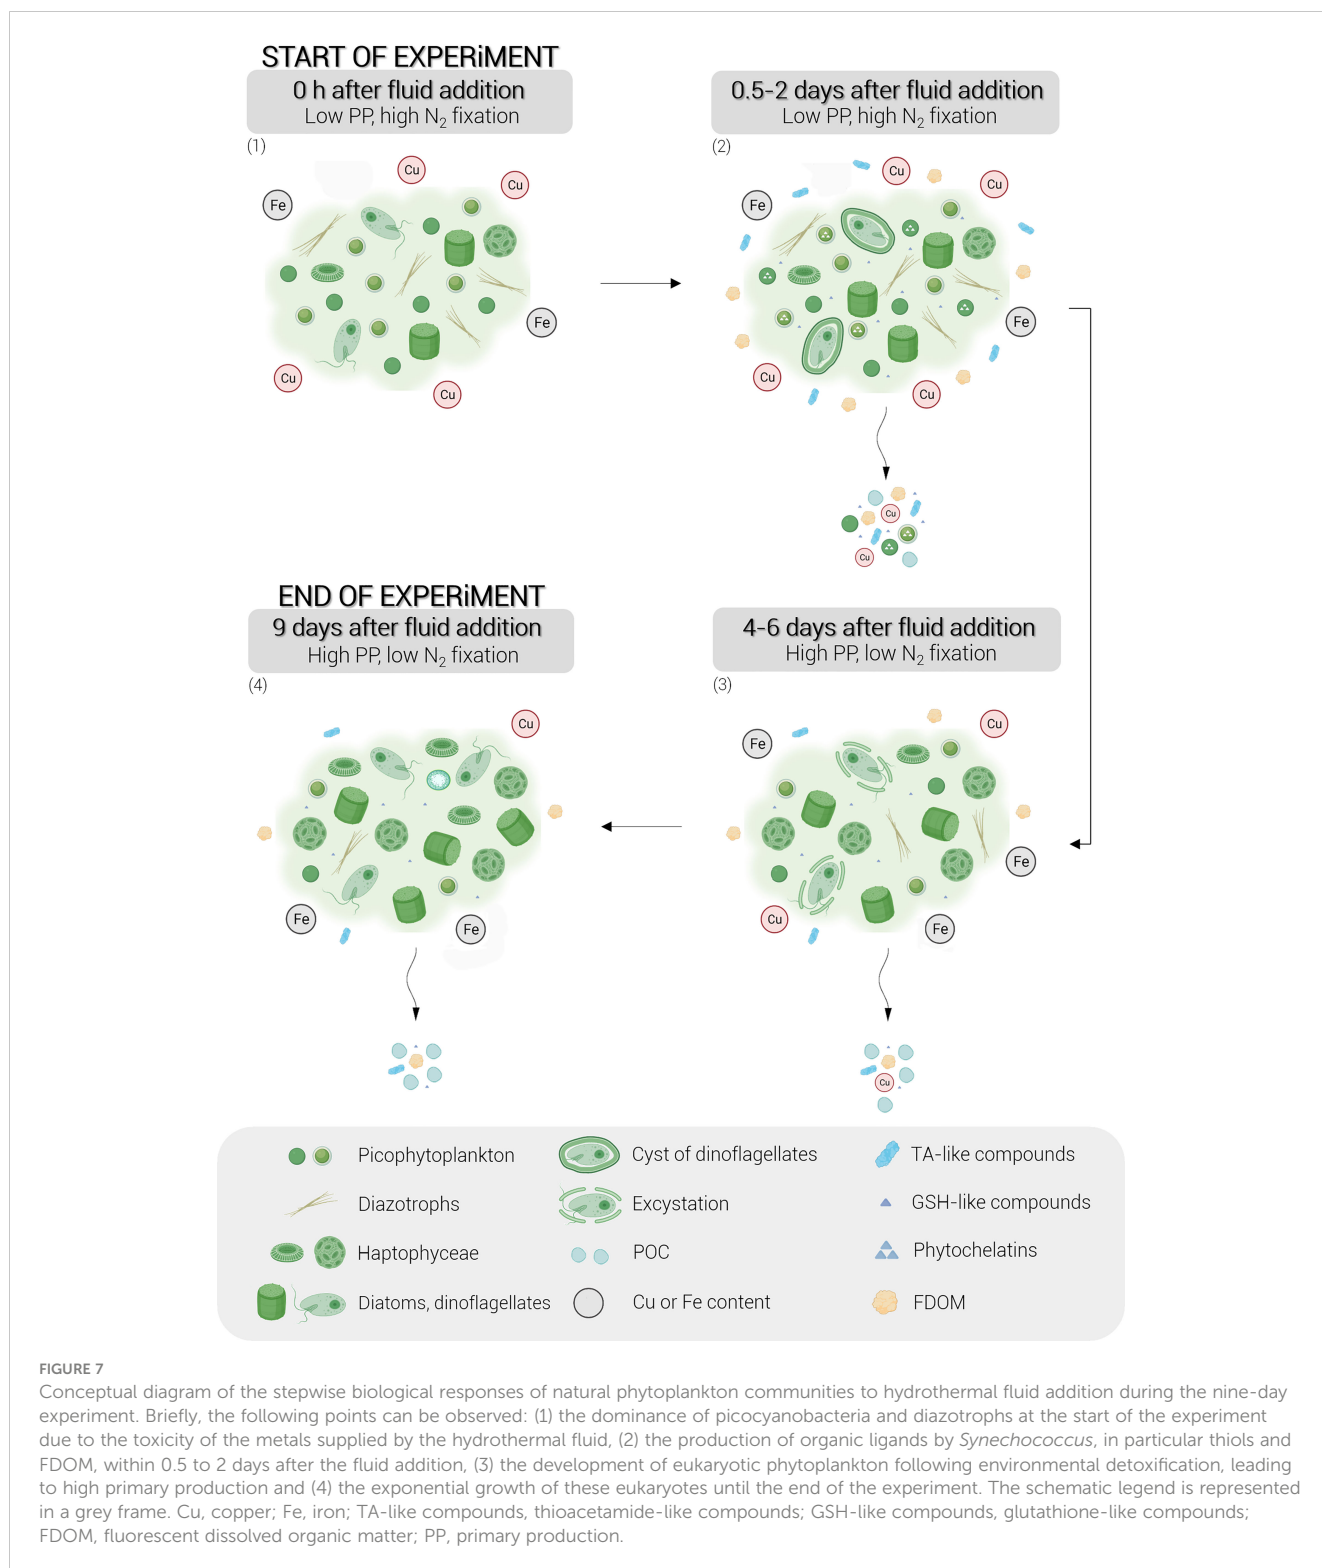 START OF EXPERiMENT
0 h after fluid addition
Low PP, high N₂ fixation
(1)
Cu
Cu
Fe
Fe
Cu
Cu
0.5-2 days after fluid addition
Low PP, high N₂ fixation
(2)
Cu
Cu
Fe
Fe
Cu
Cu
Cu
Cu
END OF EXPERiMENT
9 days after fluid addition
High PP, low N₂ fixation
(4)
Cu
Fe
Fe
4-6 days after fluid addition
High PP, low N₂ fixation
(3)
Cu
Fe
Fe
Cu
Fe
Cu
Picophytoplankton
Cyst of dinoflagellates
TA-like compounds
Diazotrophs
Excystation
GSH-like compounds
Haptophyceae
POC
Phytochelatins
Diatoms, dinoflagellates
Cu or Fe content
FDOM
FIGURE 7
Conceptual diagram of the stepwise biological responses of natural phytoplankton communities to hydrothermal fluid addition during the nine-day
experiment. Briefly, the following points can be observed: (1) the dominance of picocyanobacteria and diazotrophs at the start of the experiment
due to the toxicity of the metals supplied by the hydrothermal fluid, (2) the production of organic ligands by Synechococcus, in particular thiols and
FDOM, within 0.5 to 2 days after the fluid addition, (3) the development of eukaryotic phytoplankton following environmental detoxification, leading
to high primary production and (4) the exponential growth of these eukaryotes until the end of the experiment. The schematic legend is represented
in a grey frame. Cu, copper; Fe, iron; TA-like compounds, thioacetamide-like compounds; GSH-like compounds, glutathione-like compounds;
FDOM, fluorescent dissolved organic matter; PP, primary production.